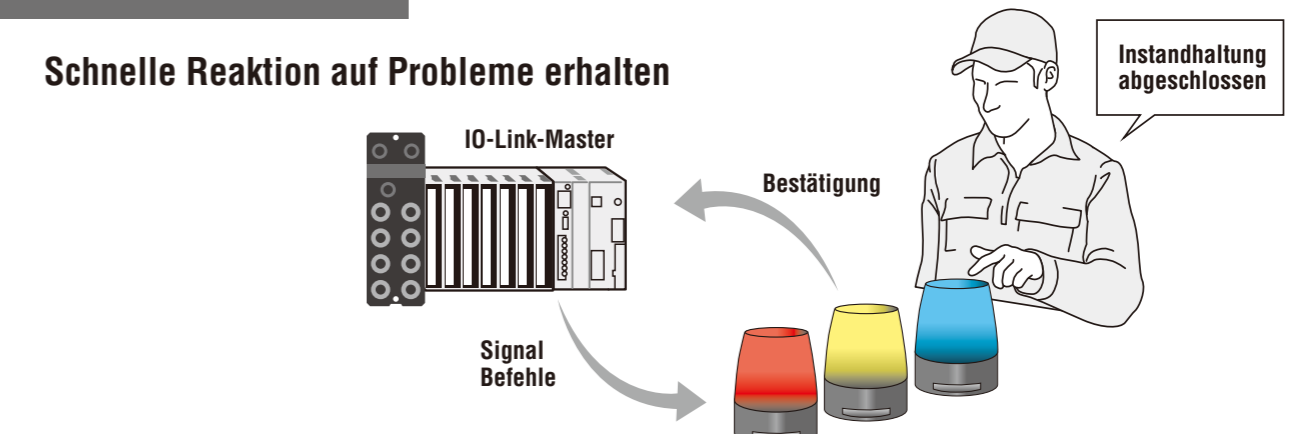 Schnelle Reaktion auf Probleme erhalten
Instandhaltung
abgeschlossen
IO-Link-Master
Bestätigung
Signal
Befehle